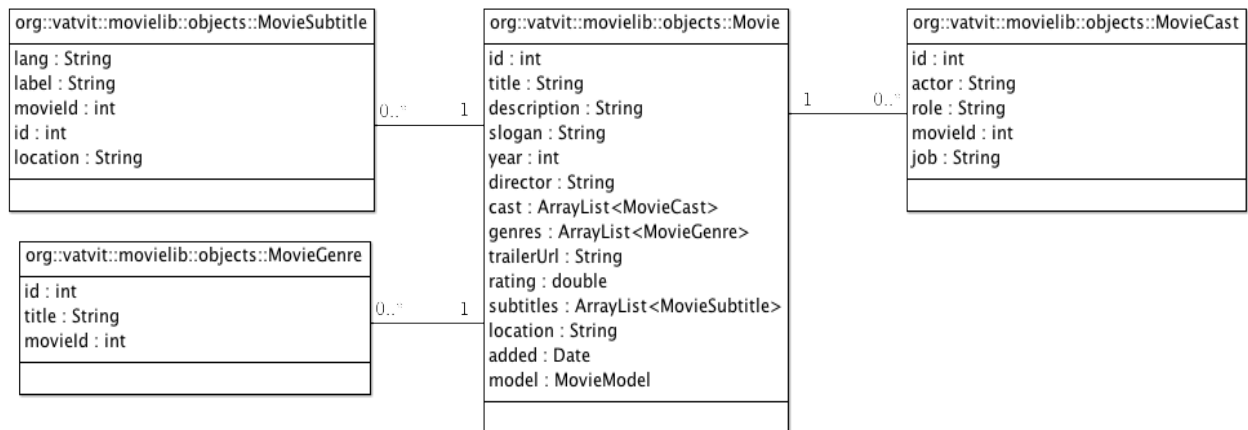 org::vatvit::movielib::objects::MovieSubtitle
lang : String
label : String
movieId : int
id : int
location : String
0..*
1
org::vatvit::movielib::objects::MovieGenre
id : int
title : String
movieId : int
0..*
1
org::vatvit::movielib::objects::Movie
id : int
title : String
description : String
slogan : String
year : int
director : String
cast : ArrayList<MovieCast>
genres : ArrayList<MovieGenre>
trailerUrl : String
rating : double
subtitles : ArrayList<MovieSubtitle>
location : String
added : Date
model : MovieModel
1
0..*
org::vatvit::movielib::objects::MovieCast
id : int
actor : String
role : String
movieId : int
job : String